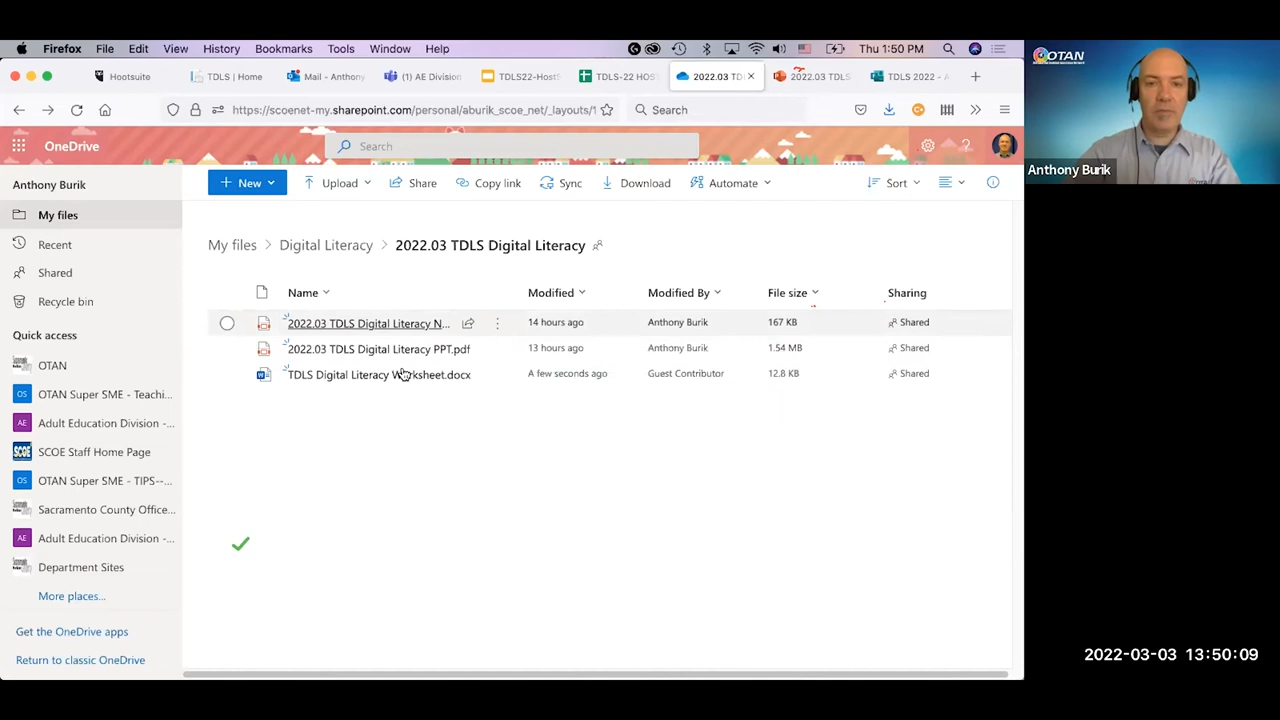 Firefox File Edit View History Bookmarks Tools Window Help Thu 1:50 PM
Hootsuite TDLS | Home Mail - Anthony (1) AE Division TDLS22-Host TDLS-22 HOS 2022.03 TDL 2022.03 TDLS TDLS 2022 - A
https://scoenet-my.sharepoint.com/personal/aburik_scoe_net/_layouts/1 Search
OneDrive Search
Anthony Burik
New Upload Share Copy link Sync Download Automate Sort
My files
Recent
Shared
Recycle bin
Quick access
OTAN
OS OTAN Super SME - Teachi...
AE Adult Education Division -...
SCOE SCOE Staff Home Page
OS OTAN Super SME - TIPS--...
Sacramento County Office...
AE Adult Education Division -...
Department Sites
More places...
Get the OneDrive apps
Return to classic OneDrive
My files > Digital Literacy > 2022.03 TDLS Digital Literacy
Name Modified Modified By File size Sharing
2022.03 TDLS Digital Literacy N... 14 hours ago Anthony Burik 167 KB Shared
2022.03 TDLS Digital Literacy PPT.pdf 13 hours ago Anthony Burik 1.54 MB Shared
TDLS Digital Literacy Worksheet.docx A few seconds ago Guest Contributor 12.8 KB Shared
OTAN
Anthony Burik
2022-03-03 13:50:09